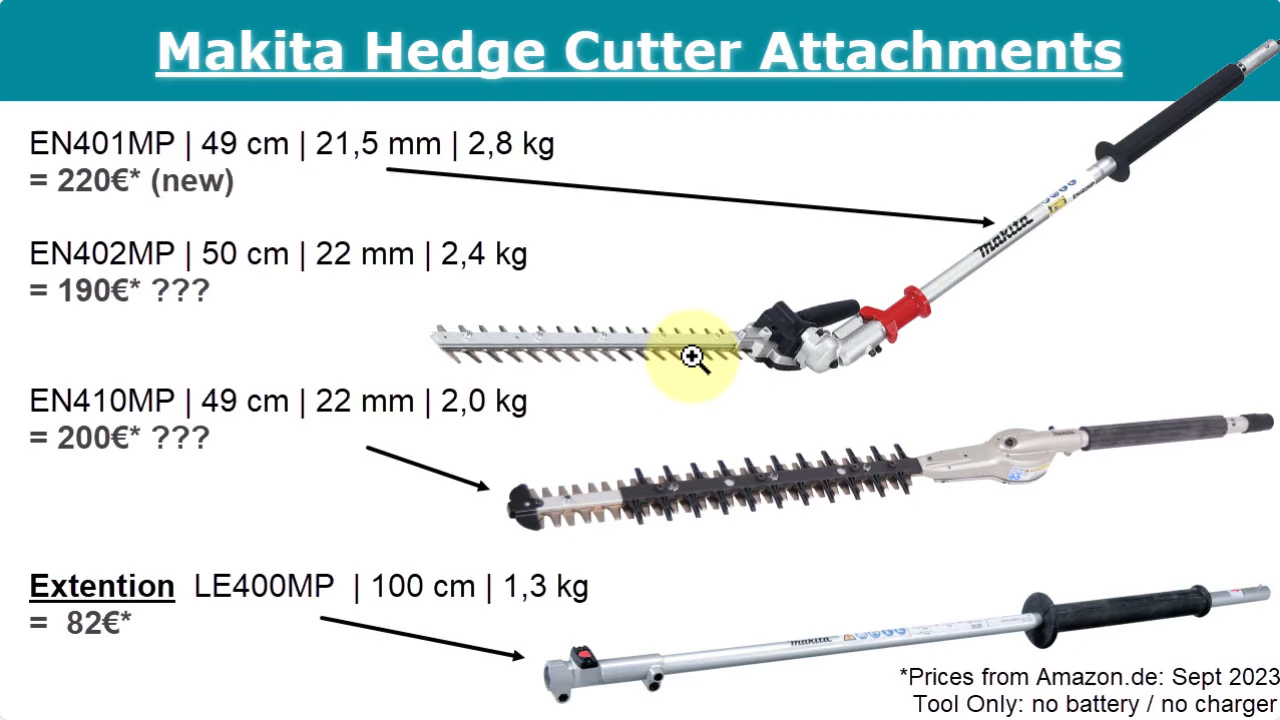 Makita Hedge Cutter Attachments
EN401MP | 49 cm | 21,5 mm | 2,8 kg
= 220€* (new)
makita
EN402MP | 50 cm | 22 mm | 2,4 kg
= 190€* ???
EN410MP | 49 cm | 22 mm | 2,0 kg
= 200€* ???
Extention LE400MP | 100 cm | 1,3 kg
= 82€*
makita
*Prices from Amazon.de: Sept 2023
Tool Only: no battery / no charger